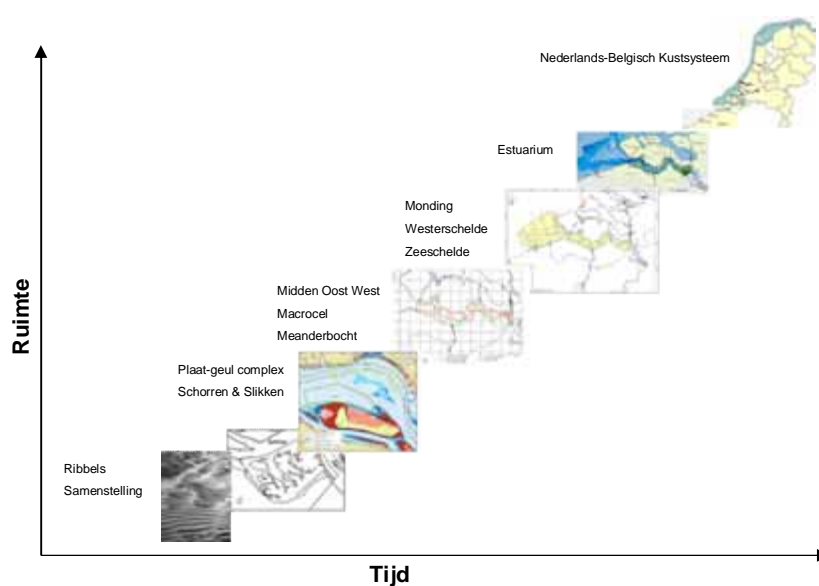 Nederlands-Belgisch Kustsysteem
Estuarium
Monding
Westerschelde
Zeeschelde
Midden Oost West
Macrocel
Meanderbocht
Plaat-geul complex
Schorren & Slikken
Ribbels
Samenstelling
Ruimte
Tijd